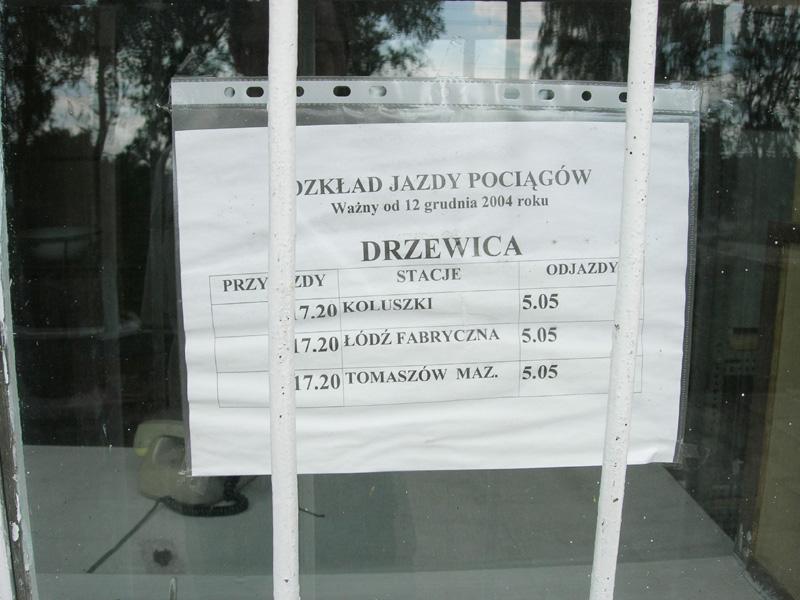 OZKŁAD JAZDY POCIĄGÓW
Ważny od 12 grudnia 2004 roku
DRZEWICA
PRZY ZDY STACJE ODJAZDY
17.20 KOLUSZKI 5.05
17.20 ŁÓDŹ FABRYCZNA 5.05
17.20 TOMASZÓW MAZ. 5.05